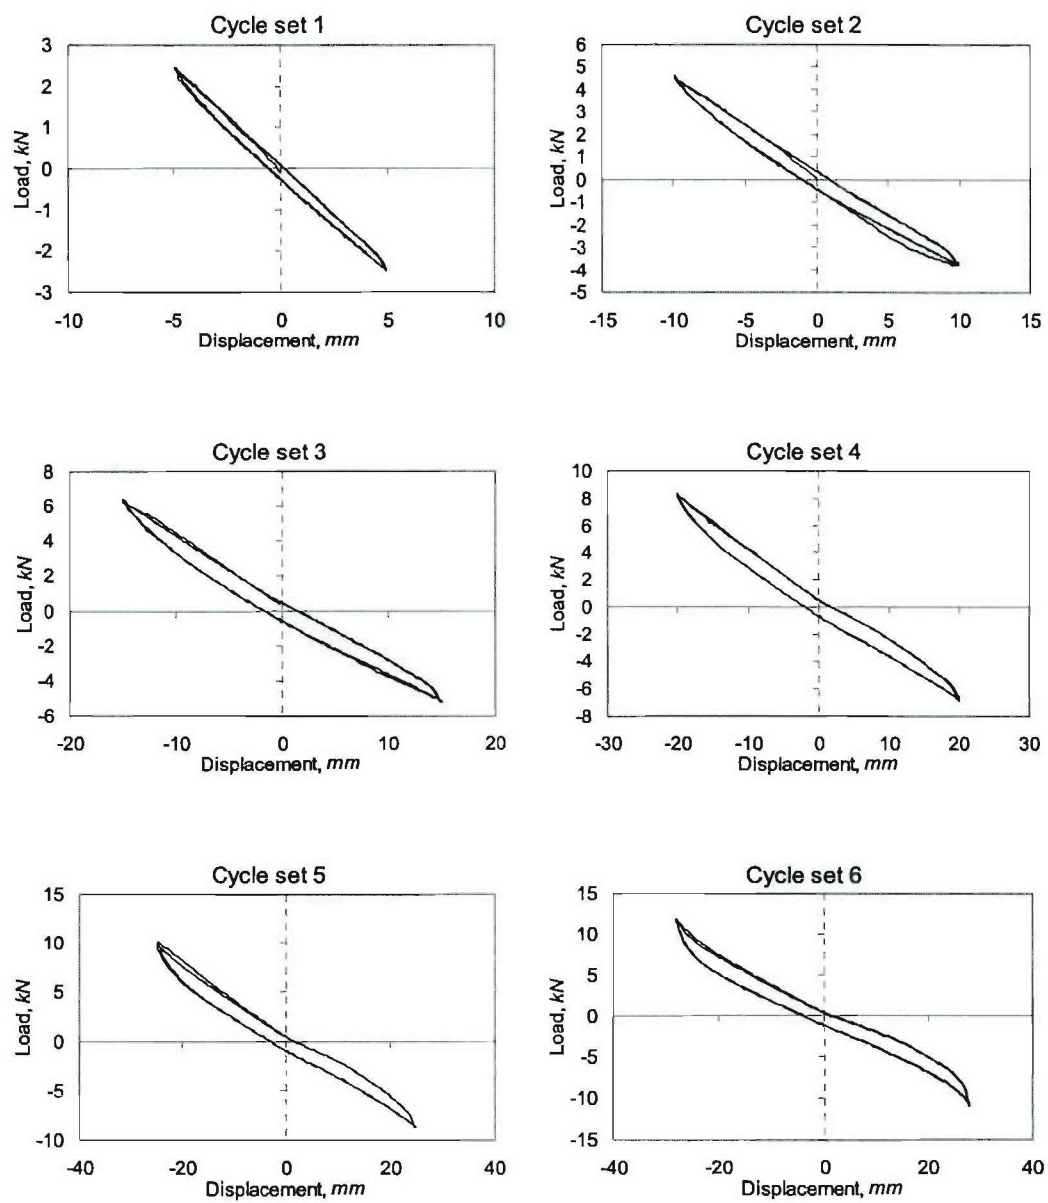 Cycle set 1
3
2
1
0
-1
-2
-3
Load, kN
-10 -5 0 5 10
Displacement, mm
Cycle set 2
6
5
4
3
2
1
0
-1
-2
-3
-4
-5
Load, kN
-15 -10 -5 0 5 10 15
Displacement, mm
Cycle set 3
8
6
4
2
0
-2
-4
-6
Load, kN
-20 -10 0 10 20
Displacement, mm
Cycle set 4
10
8
6
4
2
0
-2
-4
-6
-8
Load, kN
-30 -20 -10 0 10 20 30
Displacement, mm
Cycle set 5
15
10
5
0
-5
-10
Load, kN
-40 -20 0 20 40
Displacement, mm
Cycle set 6
15
10
5
0
-5
-10
-15
Load, kN
-40 -20 0 20 40
Displacement, mm